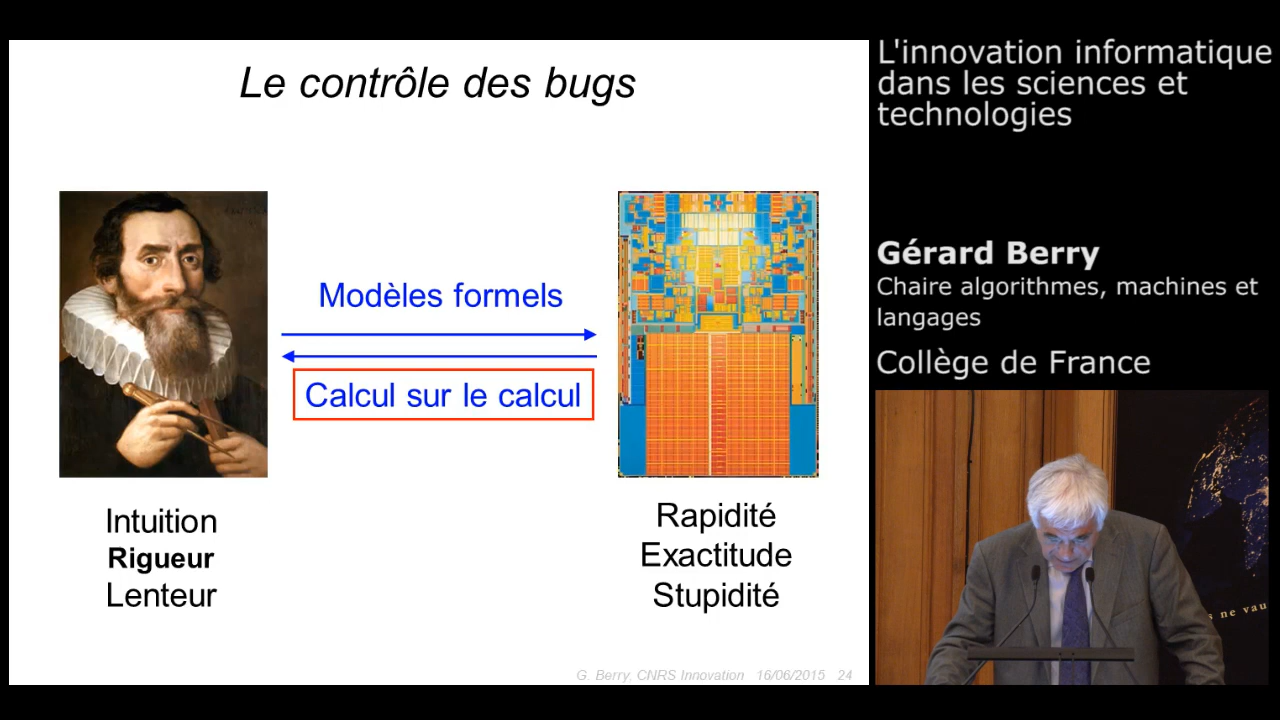 Le contrôle des bugs
Modèles formels
Calcul sur le calcul
Intuition
Rigueur
Lenteur
Rapidité
Exactitude
Stupidité
G. Berry, CNRS Innovation 16/06/2015 24
L'innovation informatique
dans les sciences et
technologies
Gérard Berry
Chaire algorithmes, machines et
langages
Collège de France
ne vau